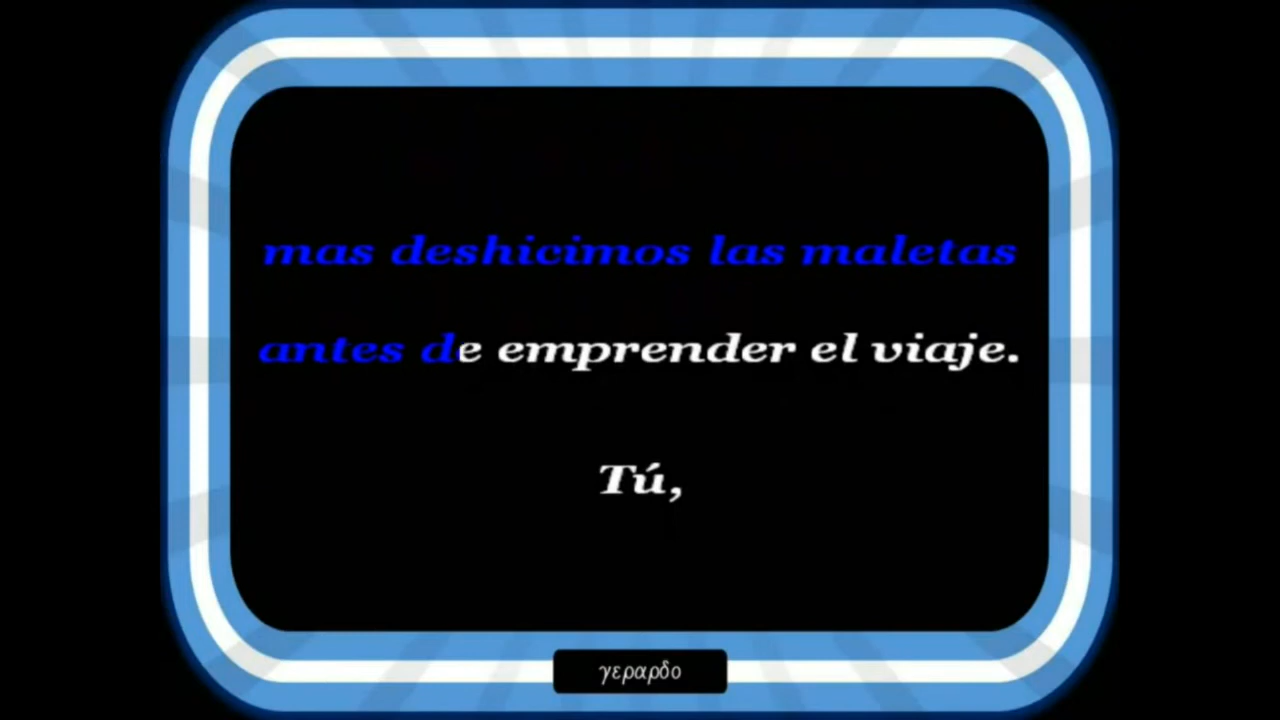 mas deshicimos las maletas
antes de emprender el viaje.
Tú,
γεραρδο